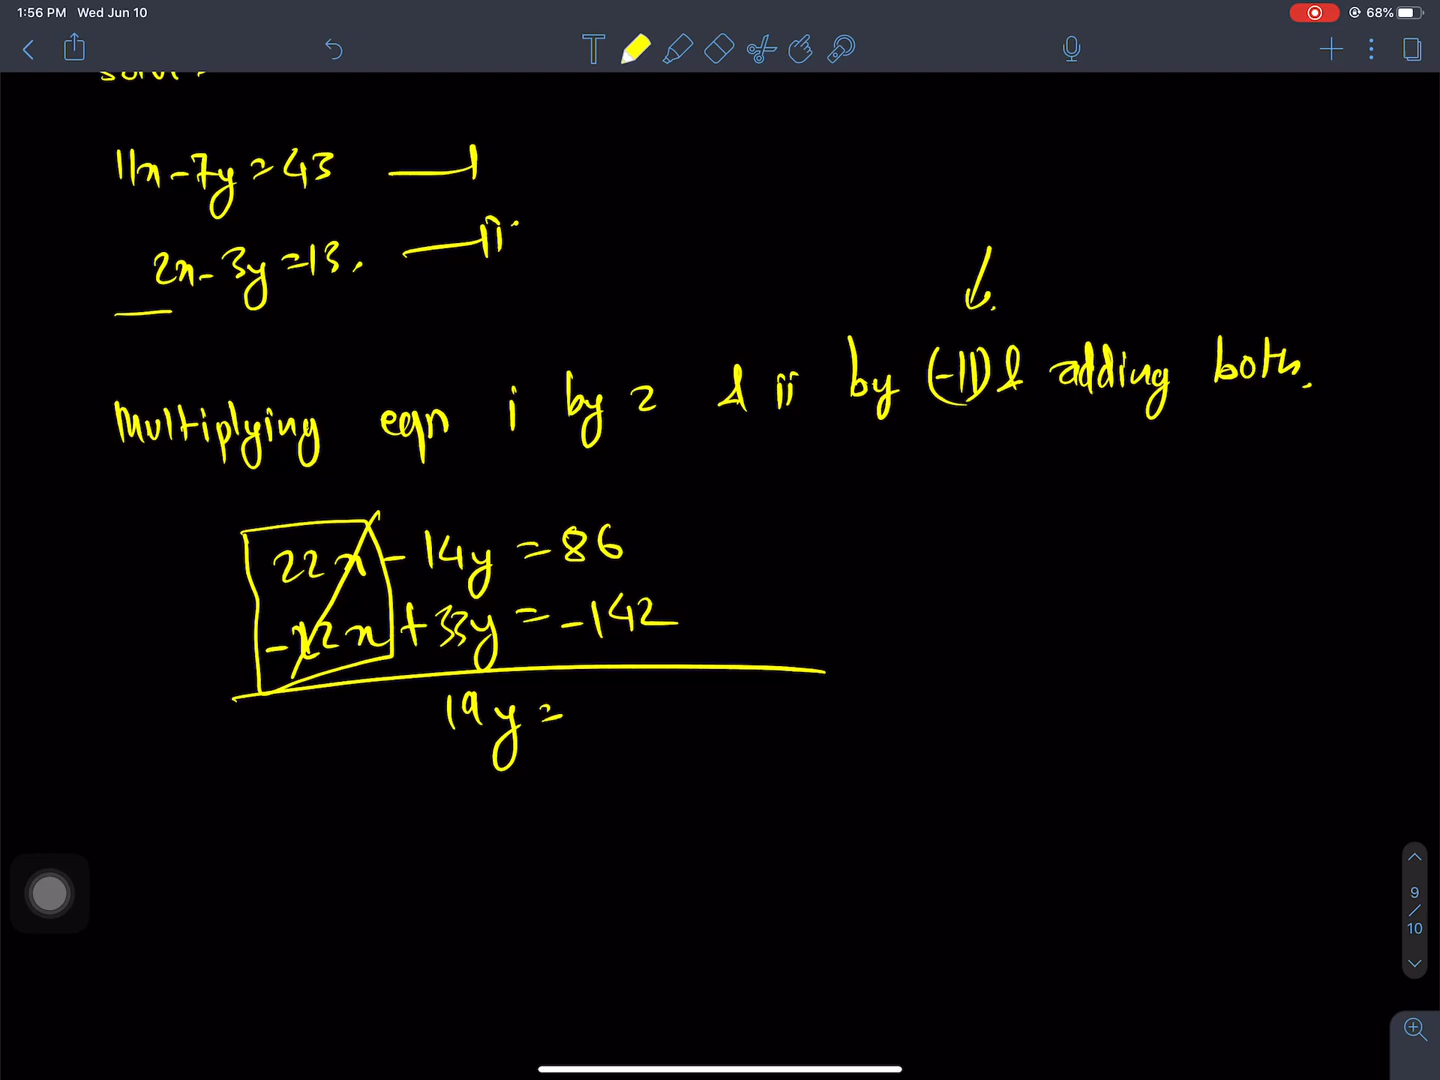 1:56 PM Wed Jun 10
68%
T
11x - 7y = 43 — i
2x - 3y = 13. — ii
Multiplying eqn i by 2 & ii by (-11) & adding both.
22x - 14y = 86
-22x + 33y = -142
19y =
9
/
10